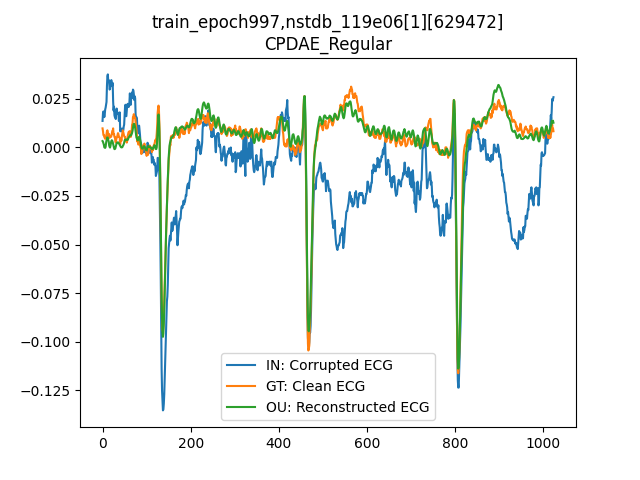 train_epoch997,nstdb_119e06[1][629472]
CPDAE_Regular
0.025
0.000
−0.025
−0.050
−0.075
−0.100
−0.125
IN: Corrupted ECG
GT: Clean ECG
OU: Reconstructed ECG
0 200 400 600 800 1000